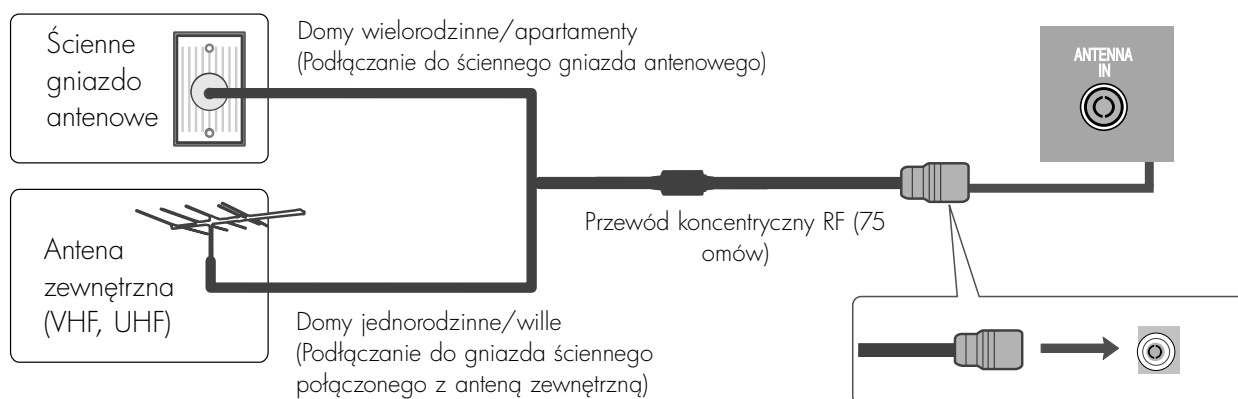 Ścienne
gniazdo
antenowe
Domy wielorodzinne/apartamenty
(Podłączanie do ściennego gniazda antenowego)
ANTENNA
IN
Przewód koncentryczny RF (75
omów)
Antena
zewnętrzna
(VHF, UHF)
Domy jednorodzinne/wille
(Podłączanie do gniazda ściennego
połączonego z anteną zewnętrzną)